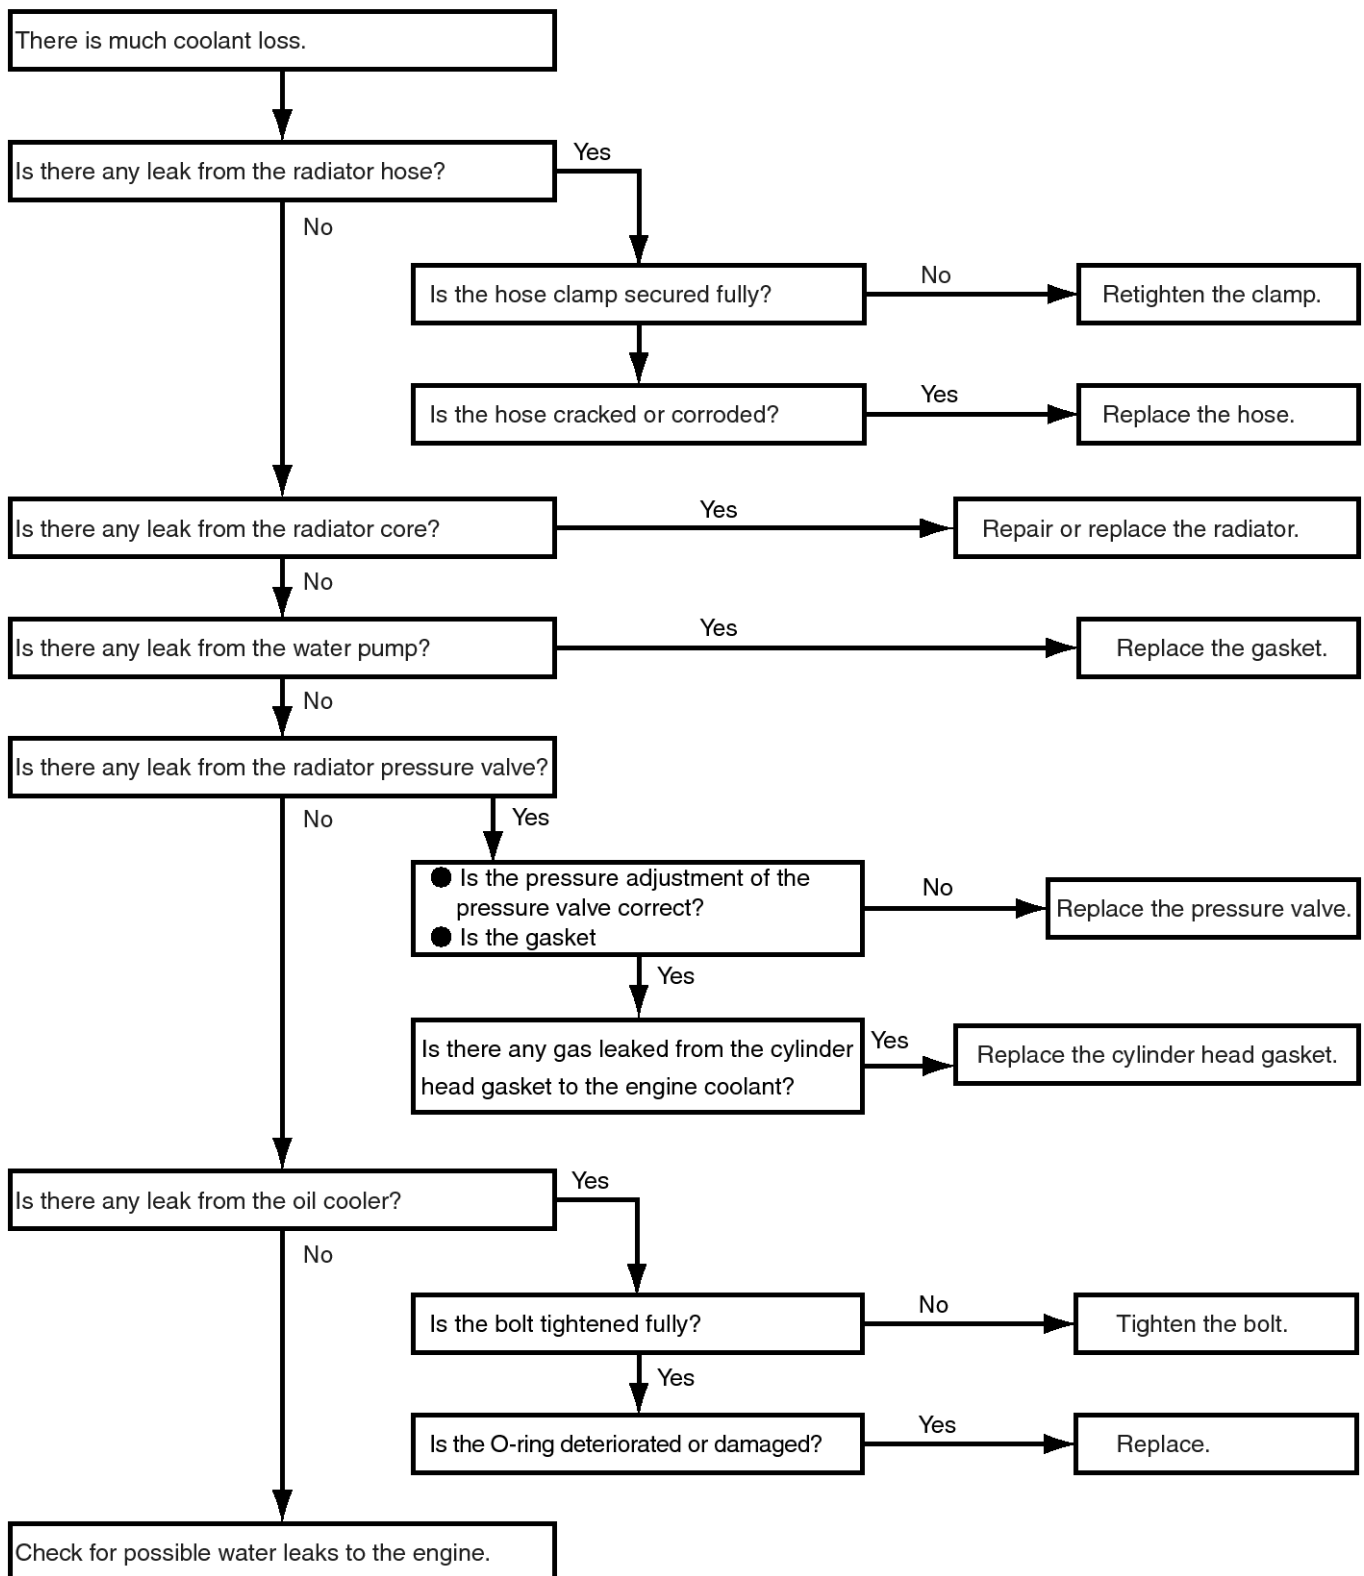 There is much coolant loss.
Is there any leak from the radiator hose?
Yes
No
Is the hose clamp secured fully?
No
Retighten the clamp.
Is the hose cracked or corroded?
Yes
Replace the hose.
Is there any leak from the radiator core?
Yes
Repair or replace the radiator.
No
Is there any leak from the water pump?
Yes
Replace the gasket.
No
Is there any leak from the radiator pressure valve?
No
Yes
● Is the pressure adjustment of the
pressure valve correct?
● Is the gasket
No
Replace the pressure valve.
Yes
Is there any gas leaked from the cylinder
head gasket to the engine coolant?
Yes
Replace the cylinder head gasket.
Is there any leak from the oil cooler?
Yes
No
Is the bolt tightened fully?
No
Tighten the bolt.
Yes
Is the O-ring deteriorated or damaged?
Yes
Replace.
Check for possible water leaks to the engine.